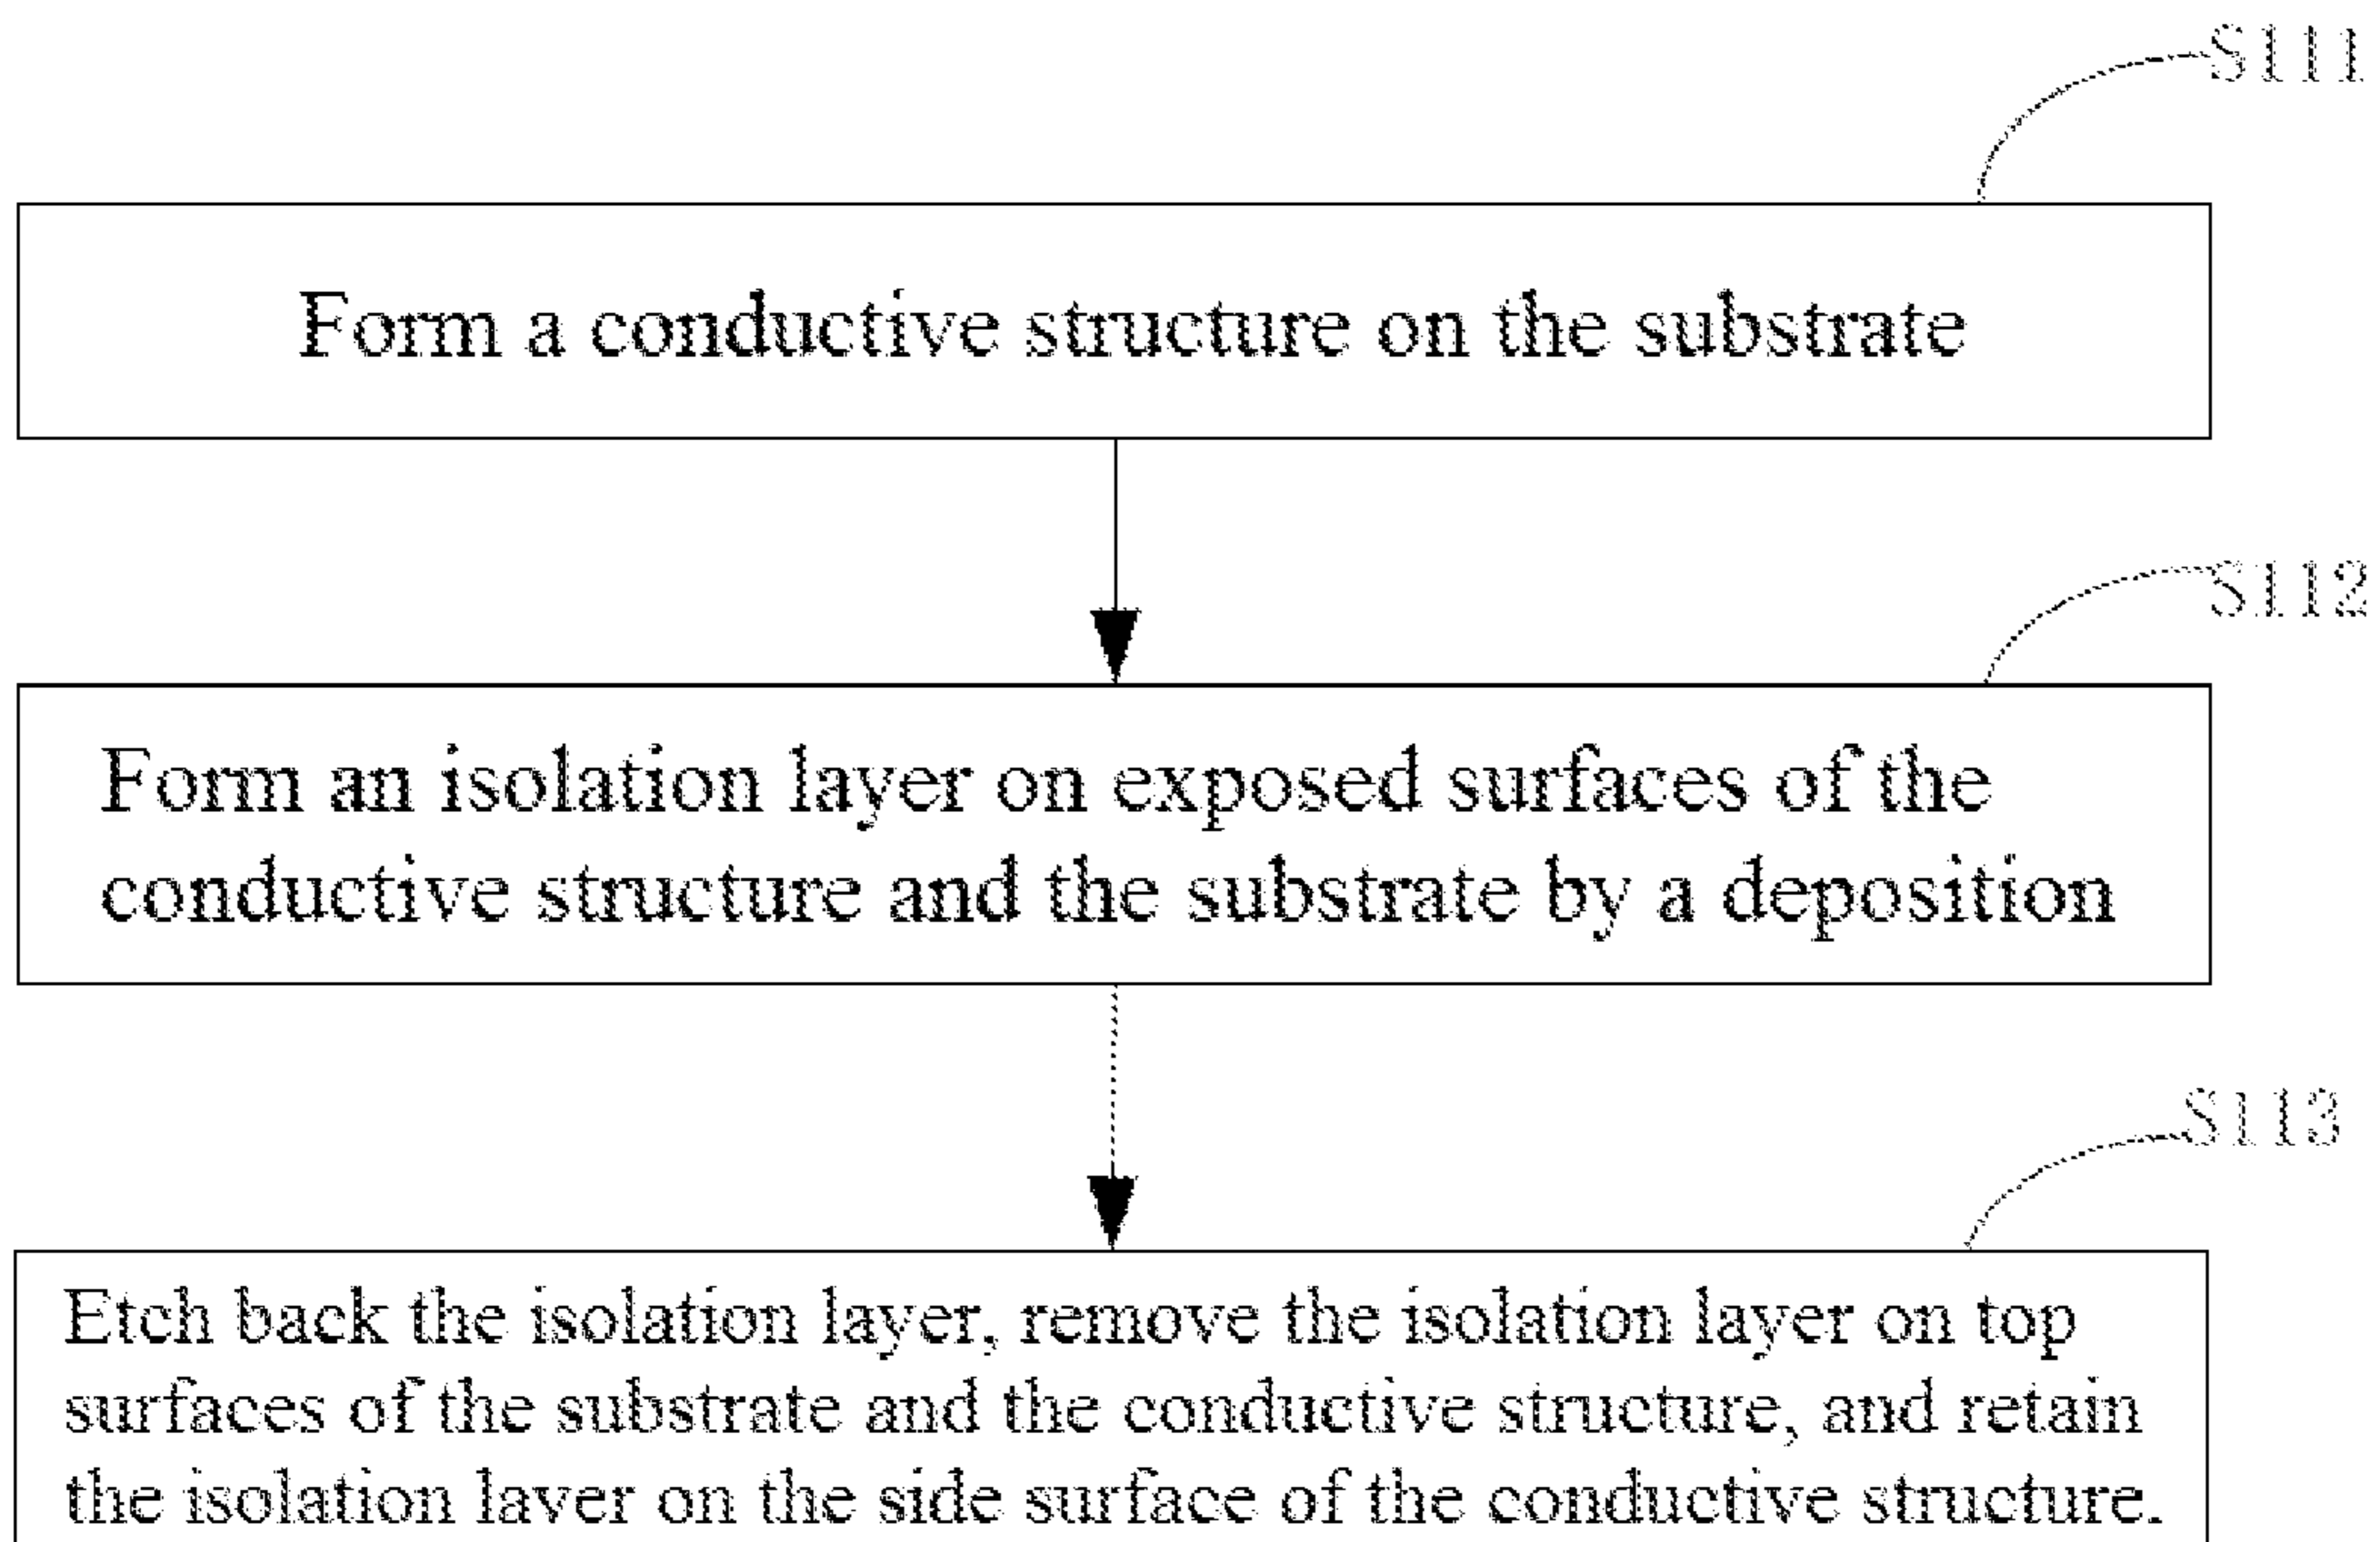 S111
Form a conductive structure on the substrate
S112
Form an isolation layer on exposed surfaces of the
conductive structure and the substrate by a deposition
S113
Etch back the isolation layer, remove the isolation layer on top
surfaces of the substrate and the conductive structure, and retain
the isolation layer on the side surface of the conductive structure.